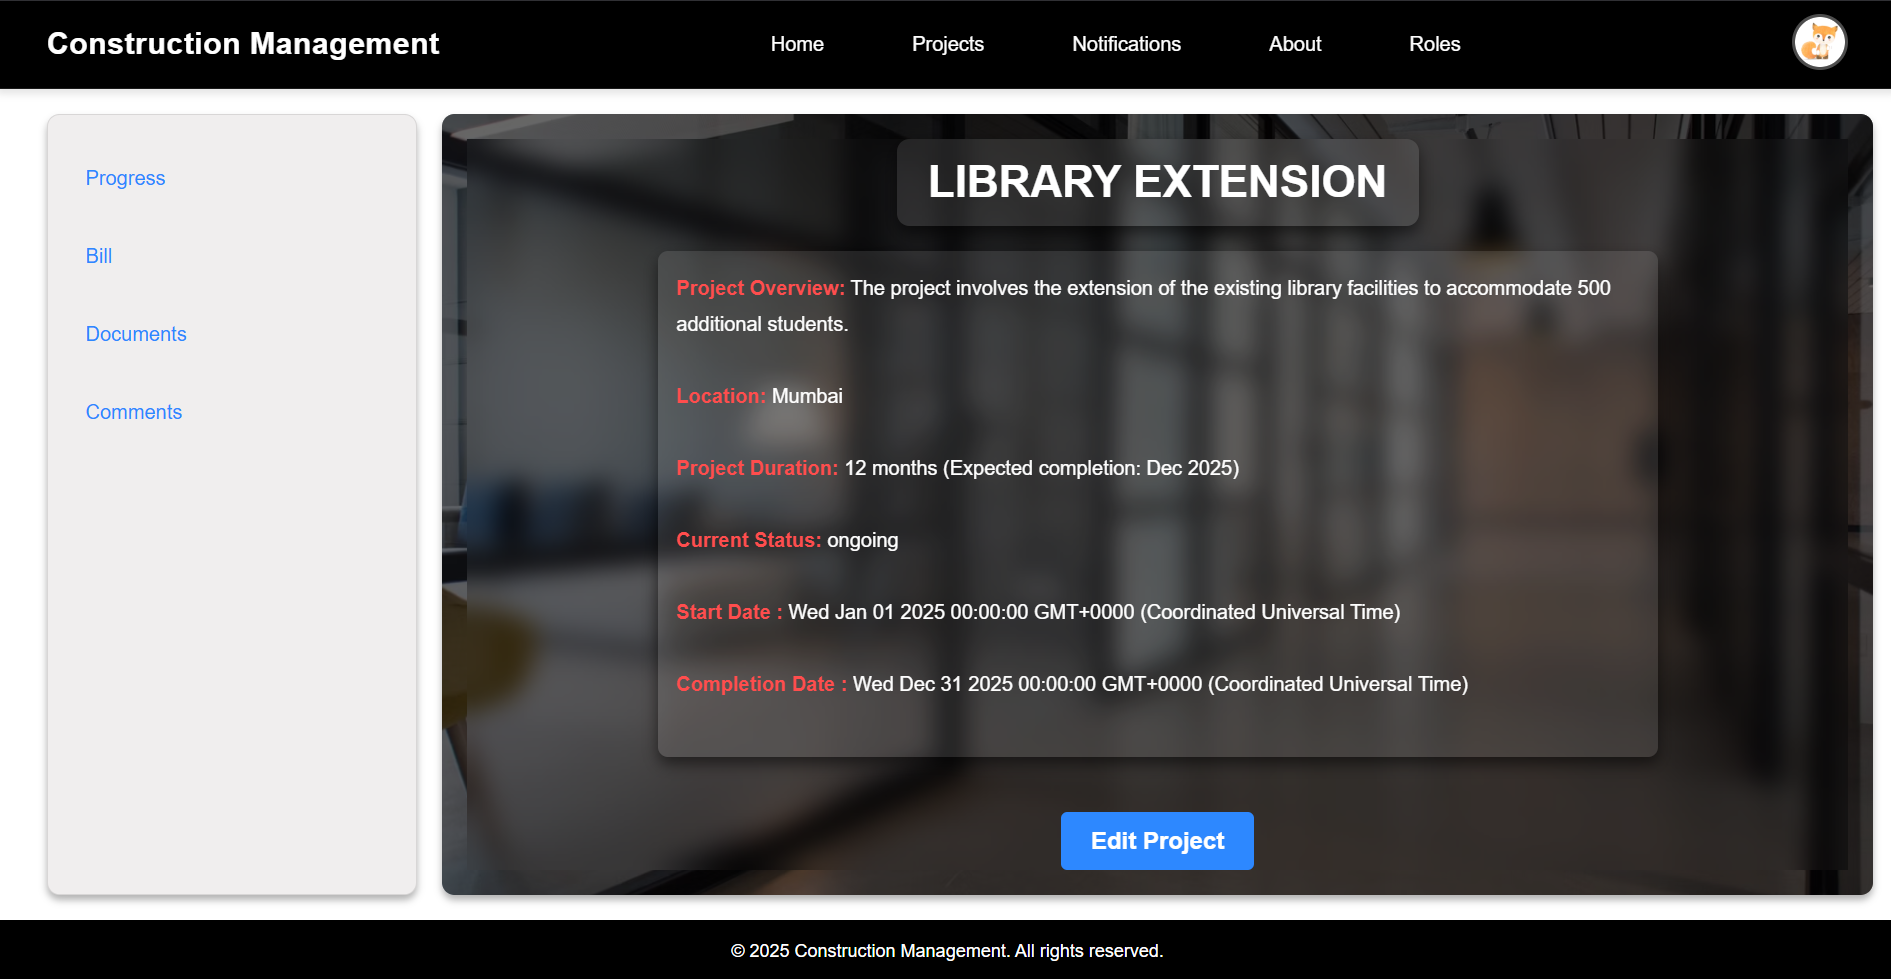 Construction Management
Home
Projects
Notifications
About
Roles
Progress
Bill
Documents
Comments
LIBRARY EXTENSION
Project Overview: The project involves the extension of the existing library facilities to accommodate 500
additional students.
Location: Mumbai
Project Duration: 12 months (Expected completion: Dec 2025)
Current Status: ongoing
Start Date : Wed Jan 01 2025 00:00:00 GMT+0000 (Coordinated Universal Time)
Completion Date : Wed Dec 31 2025 00:00:00 GMT+0000 (Coordinated Universal Time)
Edit Project
© 2025 Construction Management. All rights reserved.